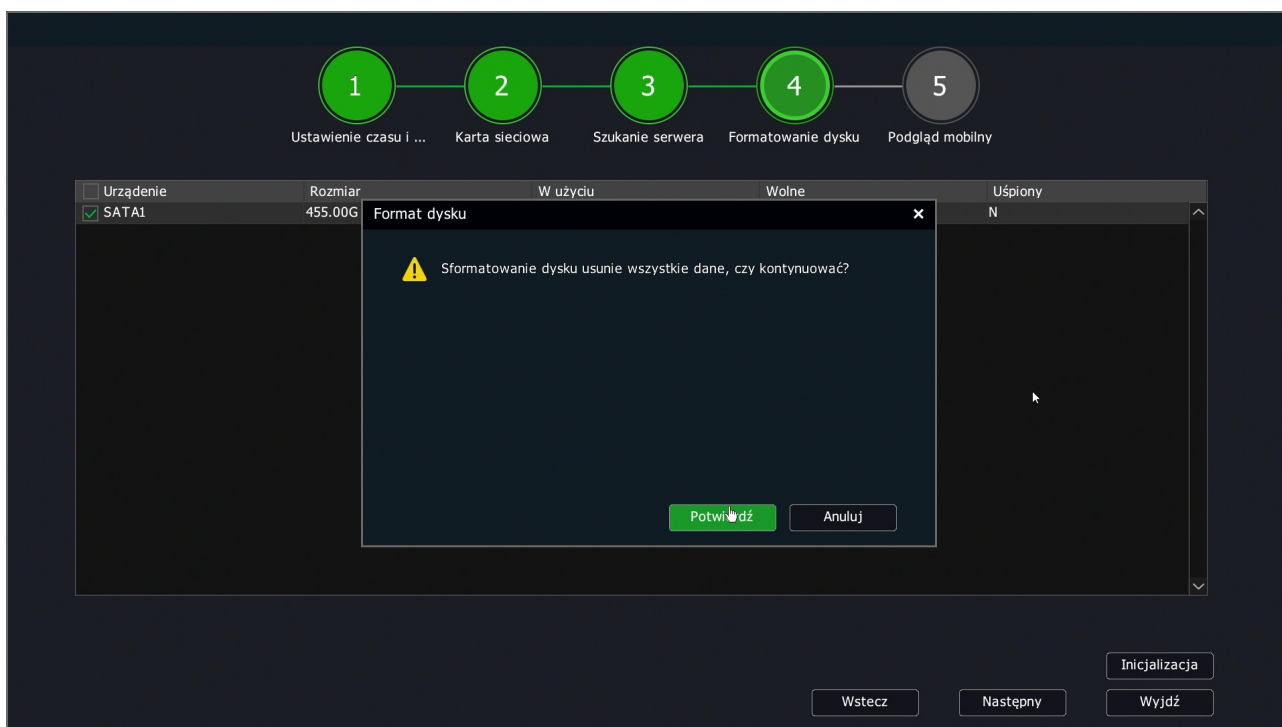 1 2 3 4 5
Ustawienie czasu i ... Karta sieciowa Szukanie serwera Formatowanie dysku Podgląd mobilny
Urządenie Rozmiar W użyciu Wolne Uśpiony
SATA1 455.00G N
Format dysku
Sformatowanie dysku usunie wszystkie dane, czy kontynuować?
Anuluj
Inicjalizacja
Wstecz Następny Wyjdź